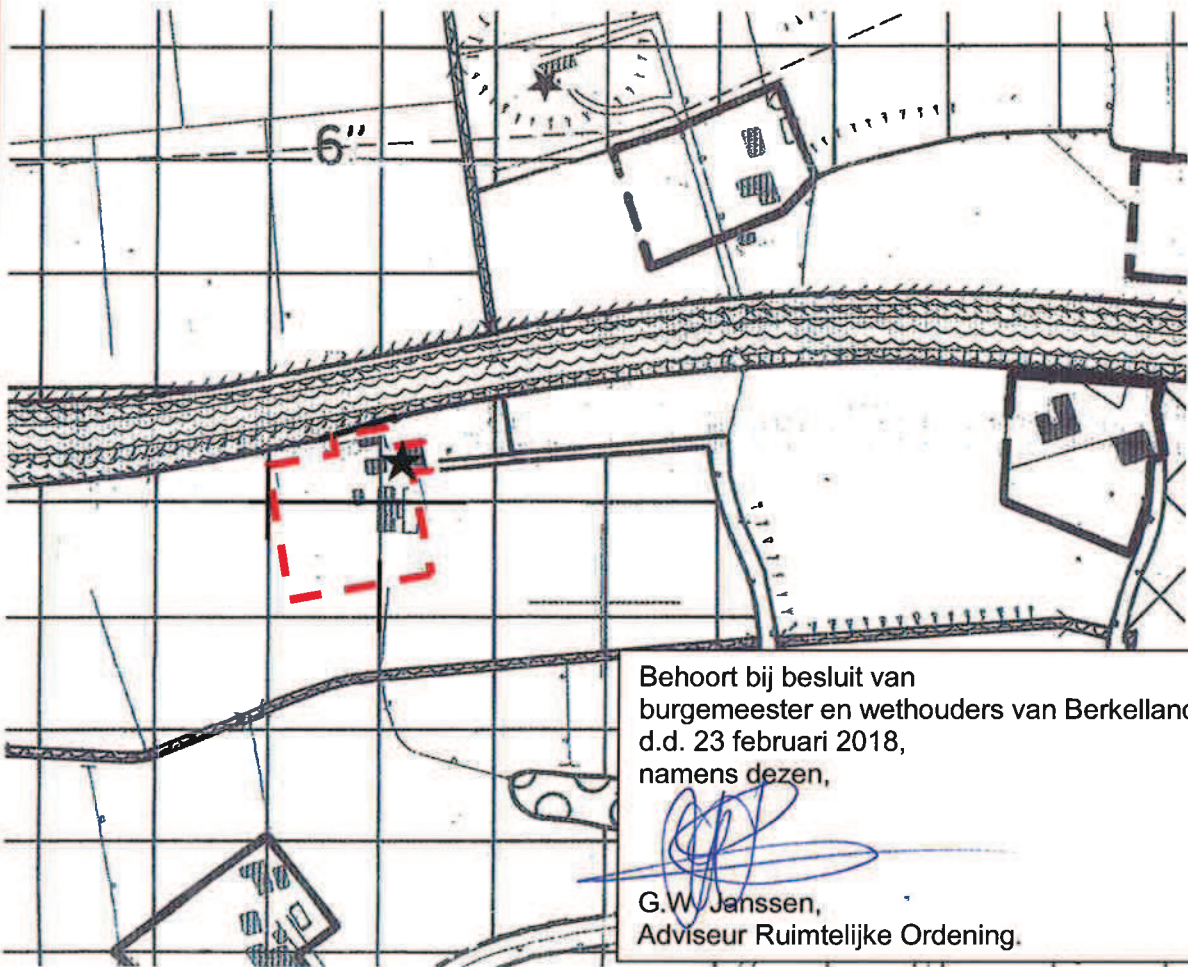 6"
Behoort bij besluit van
burgemeester en wethouders van Berkelland
d.d. 23 februari 2018,
namens dezen,
G.W. Janssen,
Adviseur Ruimtelijke Ordening.